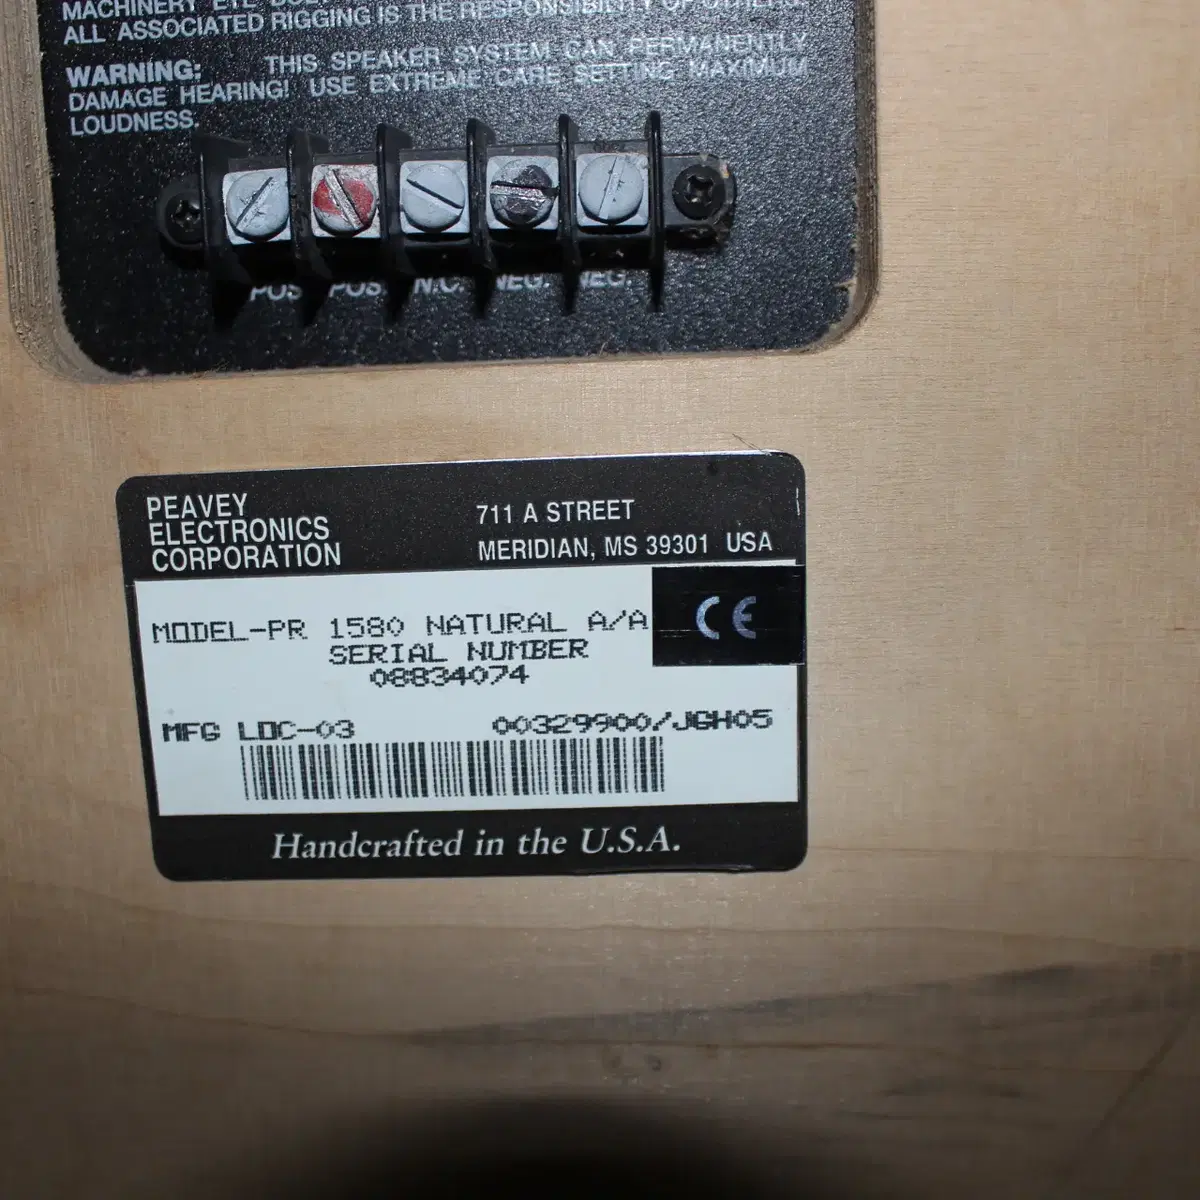 MACHINERY EYE
ALL ASSOCIATED RIGGING IS THE RESPONSIBILITY OF OTHERS.
WARNING: THIS SPEAKER SYSTEM CAN PERMANENTLY
DAMAGE HEARING! USE EXTREME CARE SETTING MAXIMUM
LOUDNESS.
POS POS N.C. NEG. NEG.
PEAVEY
ELECTRONICS
CORPORATION
711 A STREET
MERIDIAN, MS 39301 USA
MODEL-PR 1580 NATURAL A/A
CE
SERIAL NUMBER
08834074
MFG LDC-03 00329900/JGH05
Handcrafted in the U.S.A.